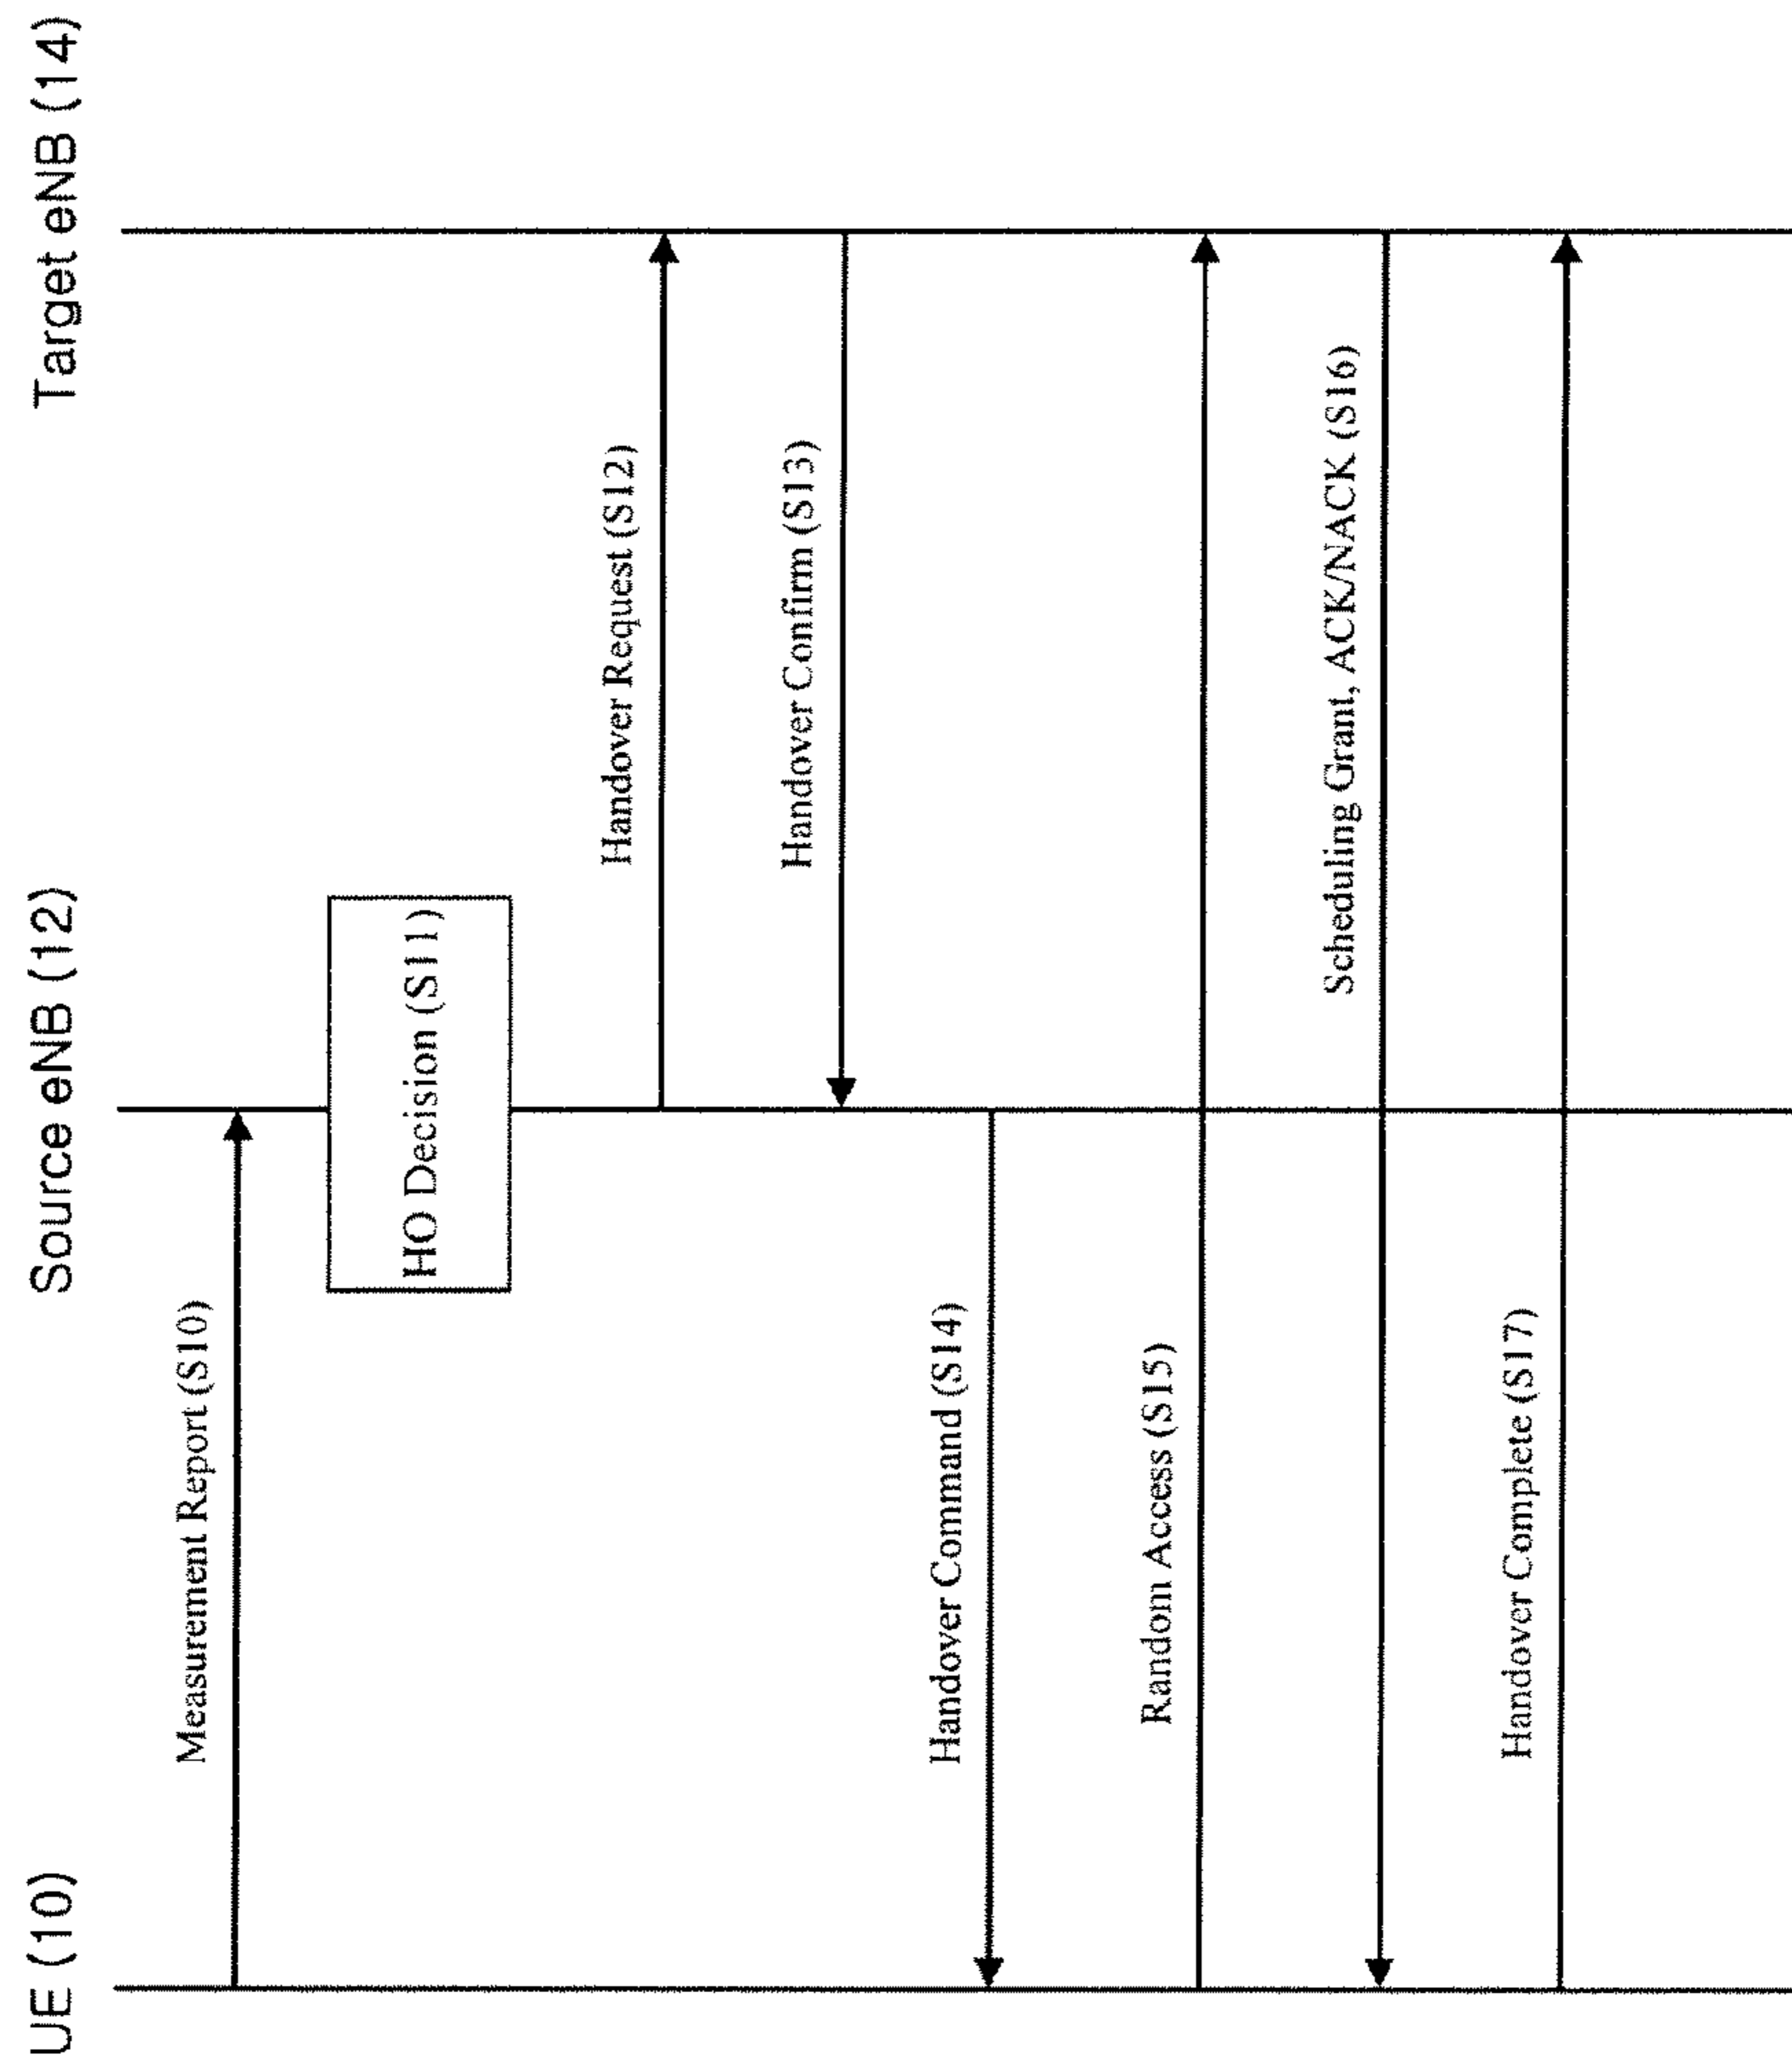 UE (10)
Source eNB (12)
Target eNB (14)
Measurement Report (S10)
HO Decision (S11)
Handover Request (S12)
Handover Confirm (S13)
Handover Command (S14)
Random Access (S15)
Scheduling Grant, ACK/NACK (S16)
Handover Complete (S17)